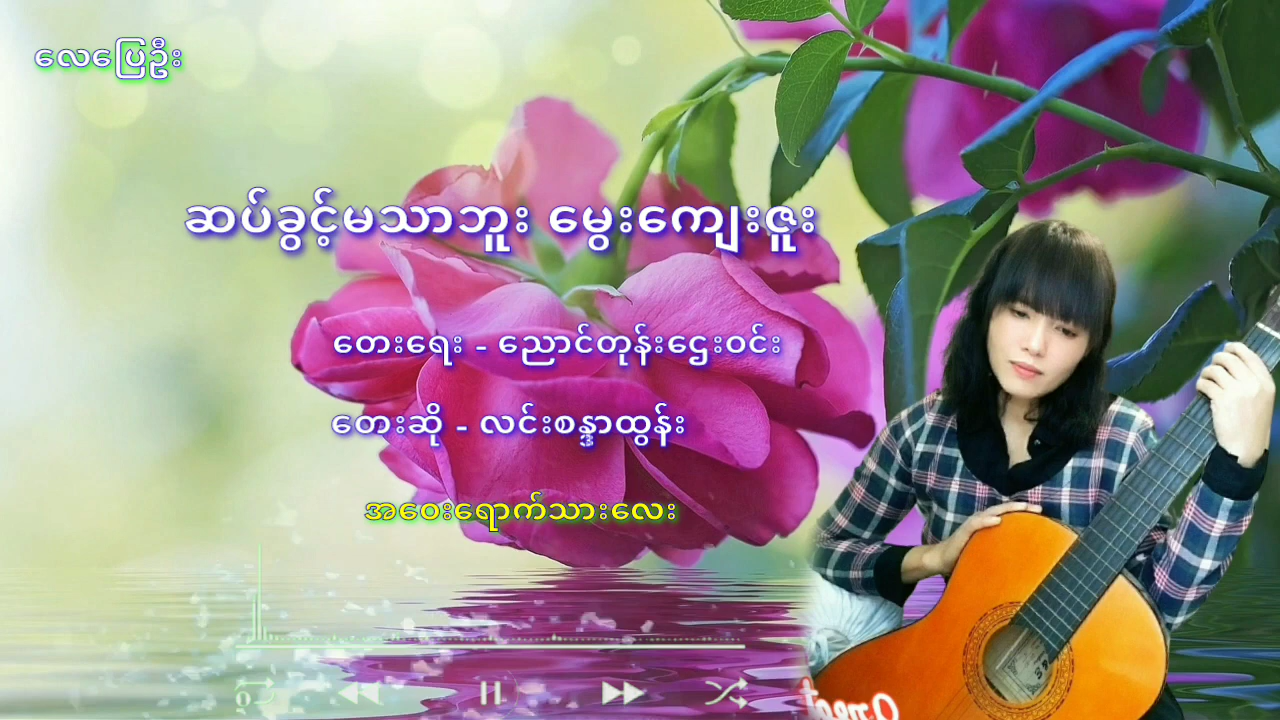 လေပြေဦး
ဆပ်ခွင့်မသာဘူး မွေးကျေးဇူး
တေးရေး - ညောင်တုန်းဌေးဝင်း
တေးဆို - လင်းစန္ဒာထွန်း
အဝေးရောက်သားလေး